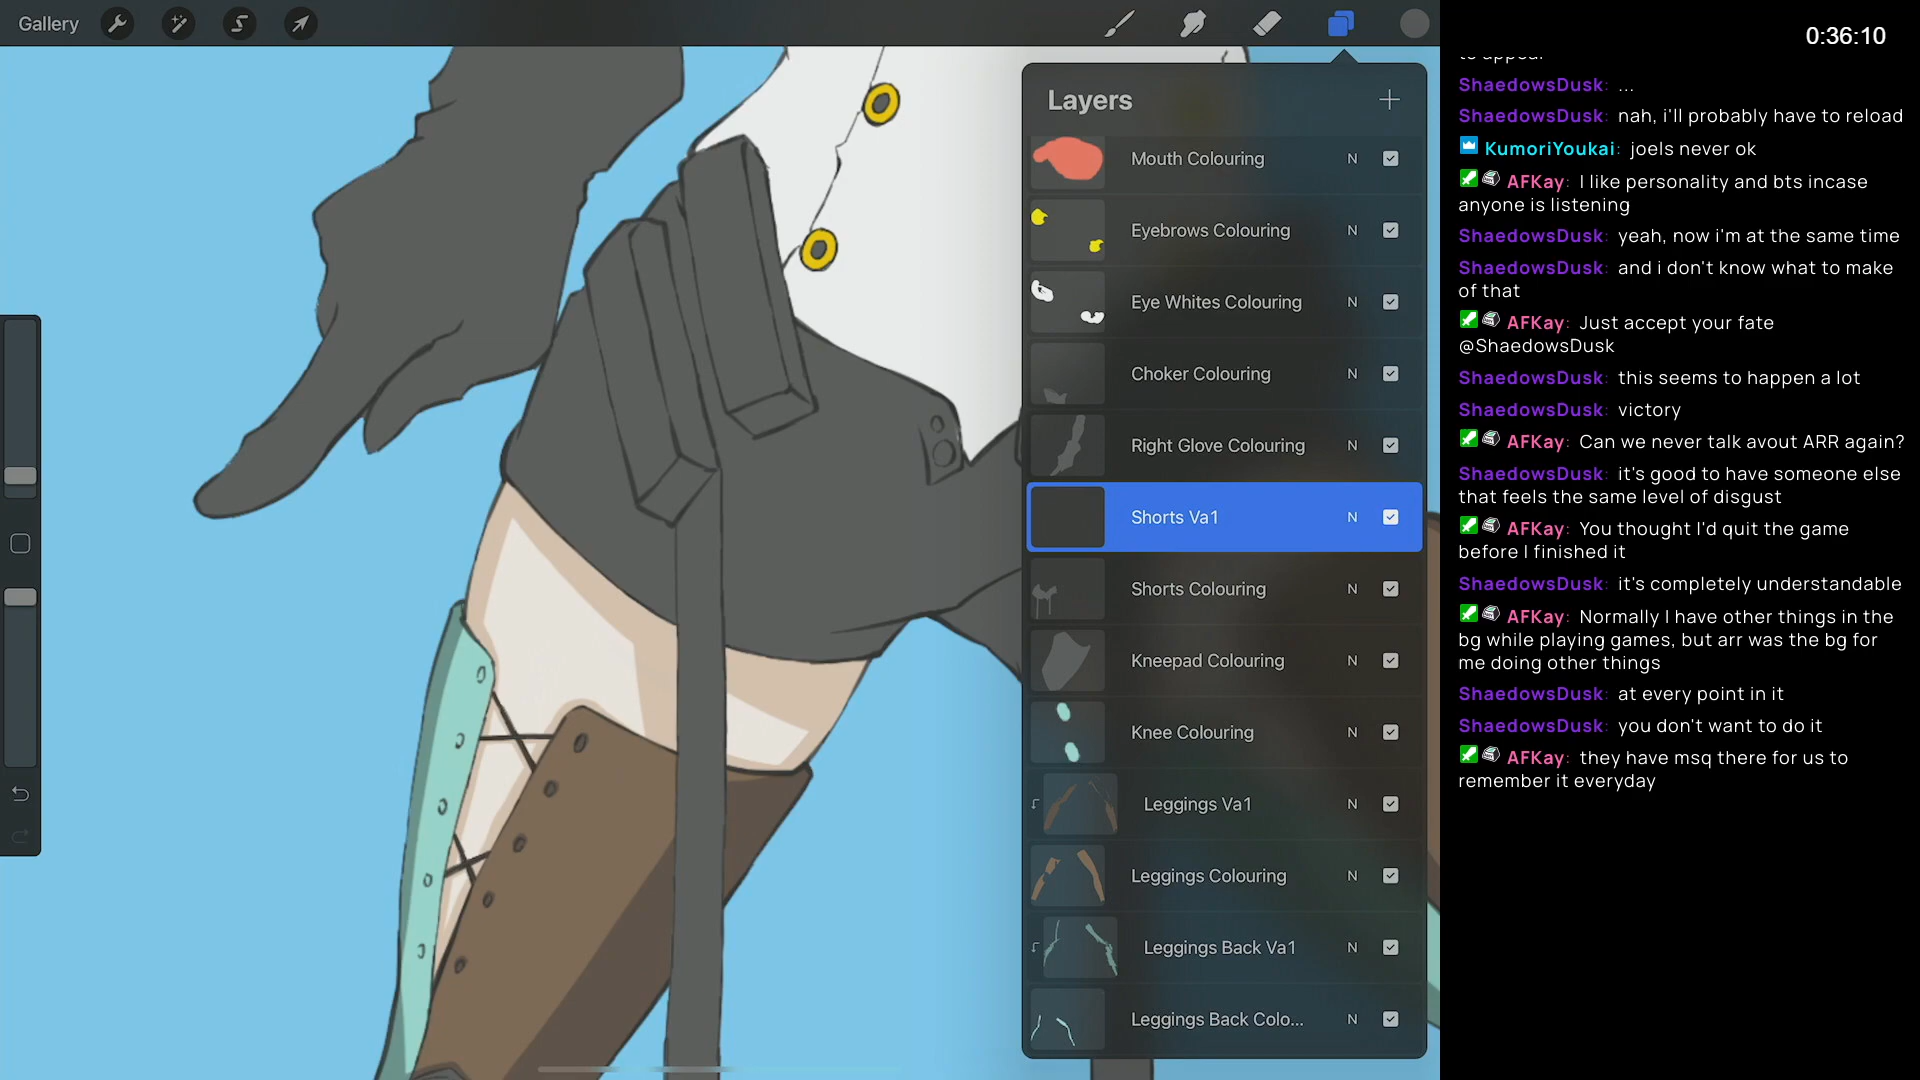 Gallery
Layers
Mouth Colouring N
Eyebrows Colouring N
Eye Whites Colouring N
Choker Colouring N
Right Glove Colouring N
Shorts Va1 N
Shorts Colouring N
Kneepad Colouring N
Knee Colouring N
Leggings Va1 N
Leggings Colouring N
Leggings Back Va1 N
Leggings Back Colo... N
0:36:10
to appear
ShaedowsDusk: ...
ShaedowsDusk: nah, i'll probably have to reload
KumoriYoukai: joels never ok
AFKay: I like personality and bts incase
anyone is listening
ShaedowsDusk: yeah, now i'm at the same time
ShaedowsDusk: and i don't know what to make
of that
AFKay: Just accept your fate
@ShaedowsDusk
ShaedowsDusk: this seems to happen a lot
ShaedowsDusk: victory
AFKay: Can we never talk avout ARR again?
ShaedowsDusk: it's good to have someone else
that feels the same level of disgust
AFKay: You thought I'd quit the game
before I finished it
ShaedowsDusk: it's completely understandable
AFKay: Normally I have other things in the
bg while playing games, but arr was the bg for
me doing other things
ShaedowsDusk: at every point in it
ShaedowsDusk: you don't want to do it
AFKay: they have msq there for us to
remember it everyday